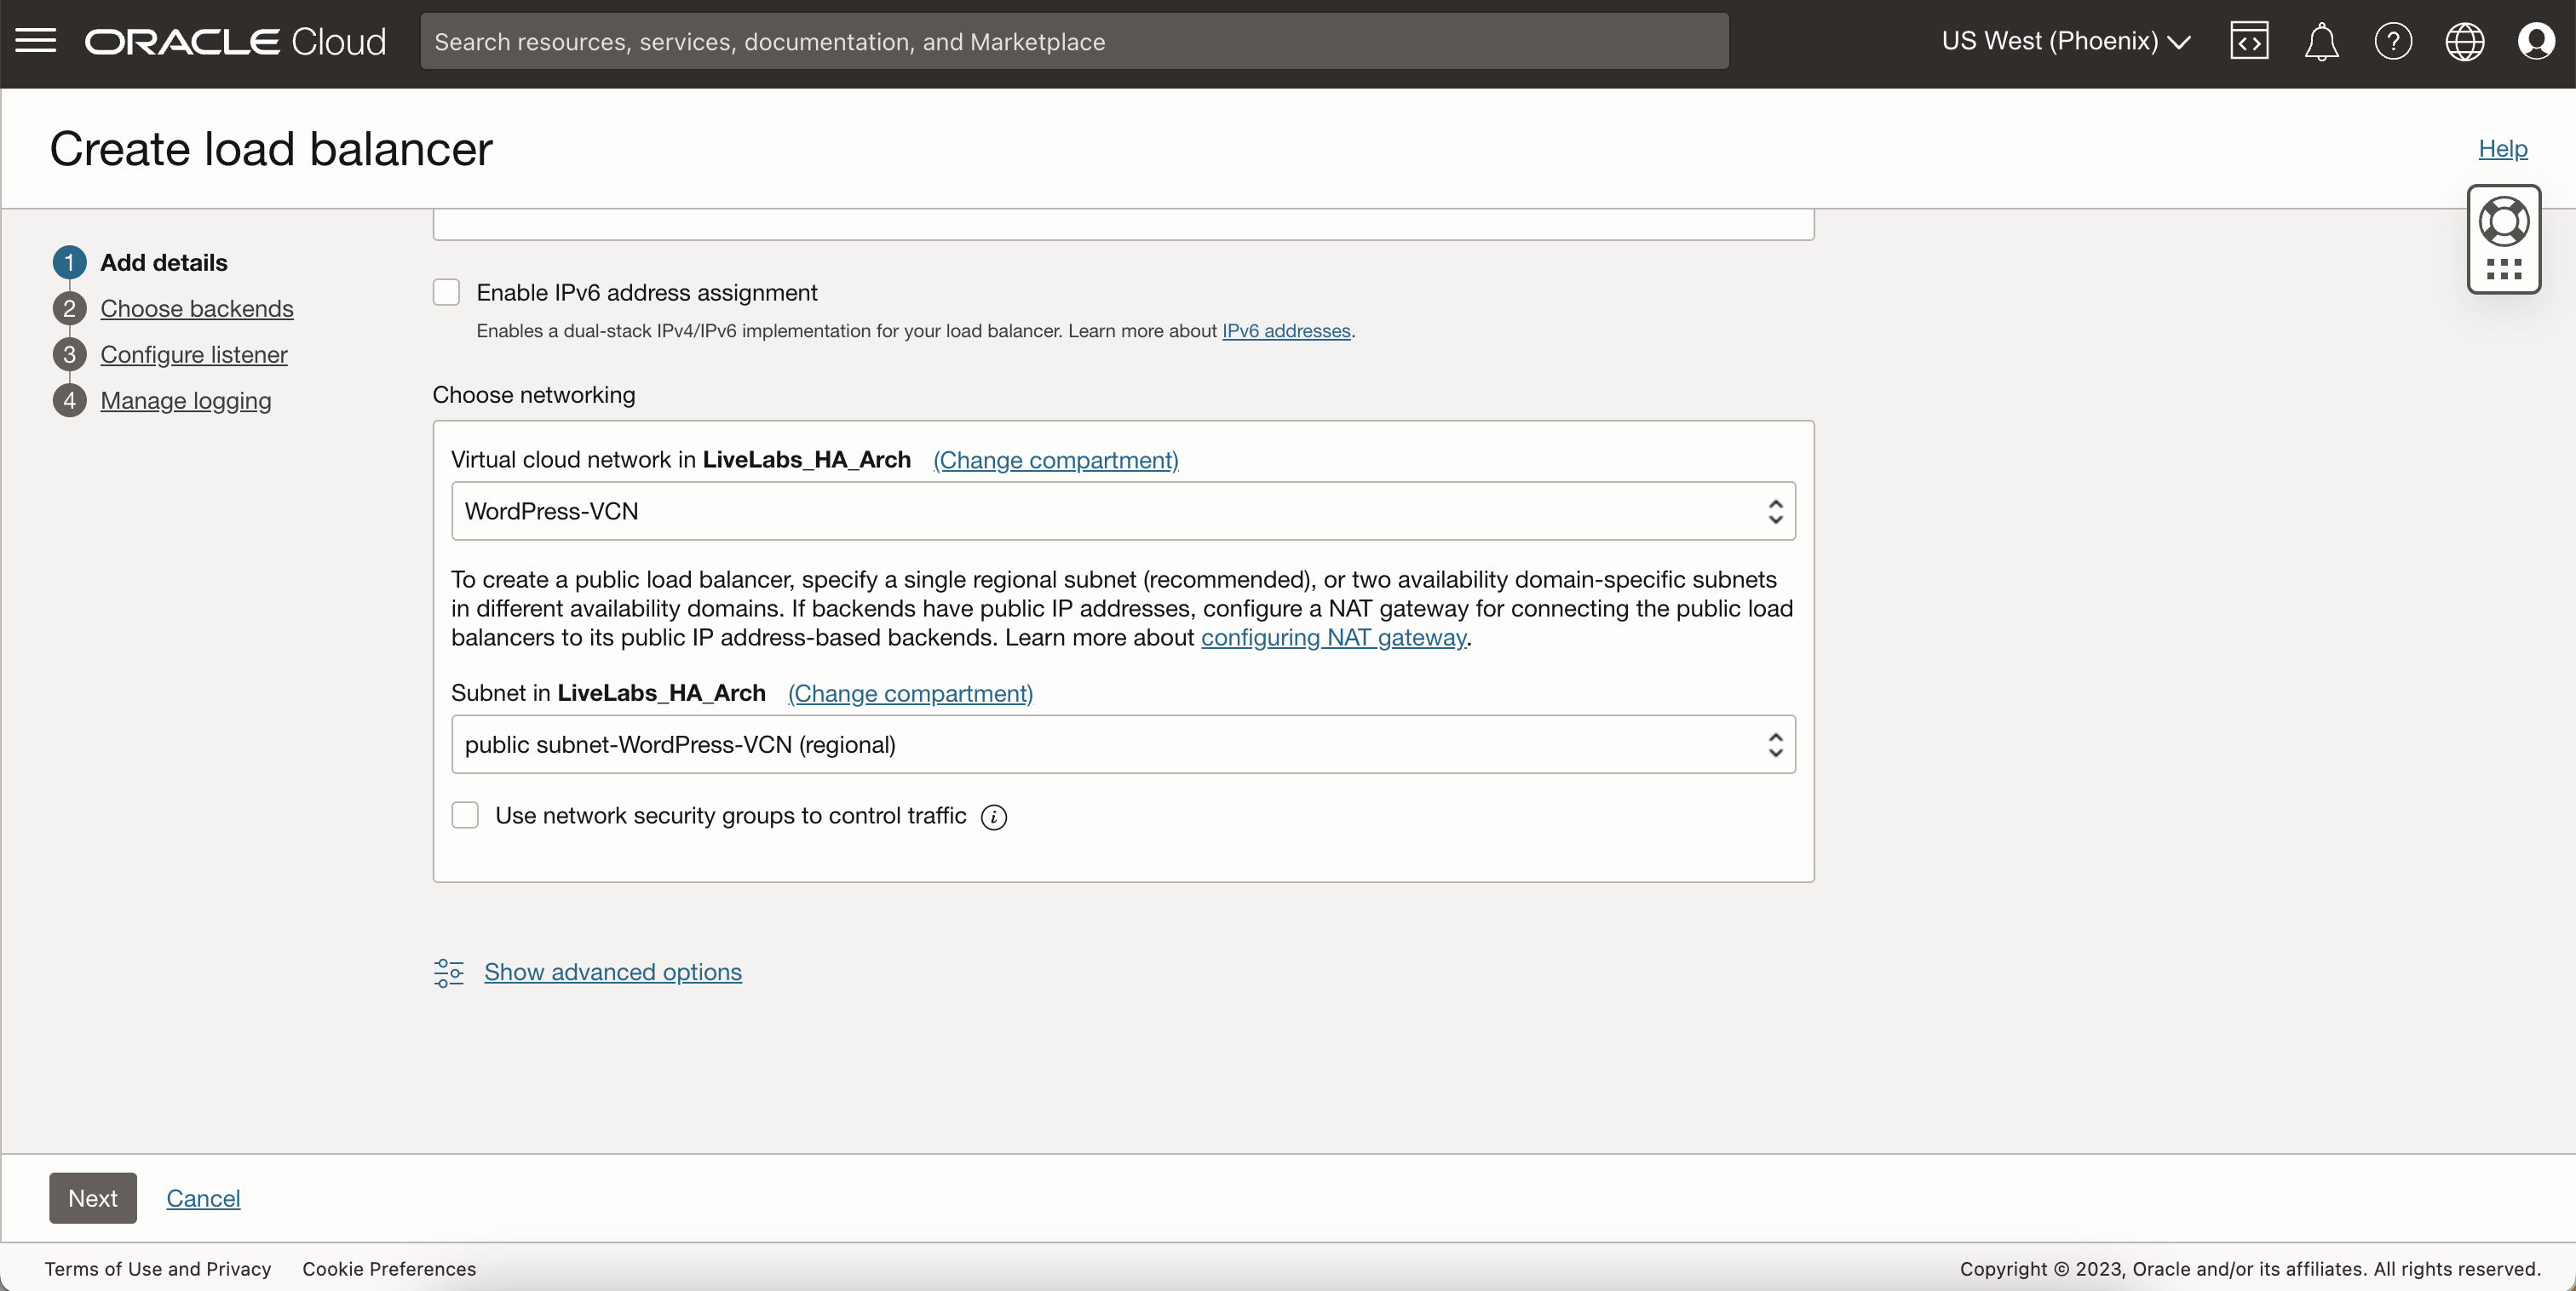 ORACLE Cloud
Search resources, services, documentation, and Marketplace
US West (Phoenix)
Create load balancer
Help
1 Add details
2 Choose backends
3 Configure listener
4 Manage logging
Enable IPv6 address assignment
Enables a dual-stack IPv4/IPv6 implementation for your load balancer. Learn more about IPv6 addresses.
Choose networking
Virtual cloud network in LiveLabs_HA_Arch (Change compartment)
WordPress-VCN
To create a public load balancer, specify a single regional subnet (recommended), or two availability domain-specific subnets
in different availability domains. If backends have public IP addresses, configure a NAT gateway for connecting the public load
balancers to its public IP address-based backends. Learn more about configuring NAT gateway.
Subnet in LiveLabs_HA_Arch (Change compartment)
public subnet-WordPress-VCN (regional)
Use network security groups to control traffic
Show advanced options
Next Cancel
Terms of Use and Privacy Cookie Preferences
Copyright © 2023, Oracle and/or its affiliates. All rights reserved.